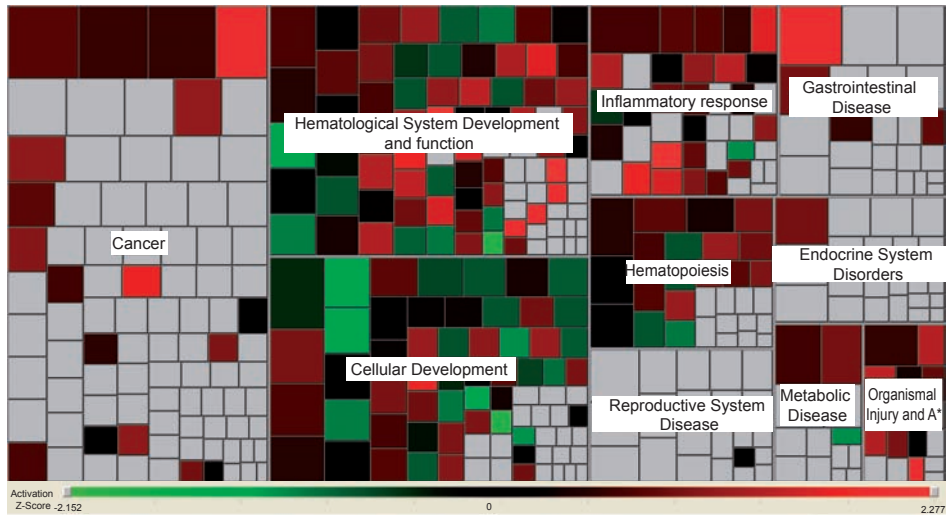 Hematological System Development
and function
Inflammatory response
Gastrointestinal
Disease
Cancer
Hematopoiesis
Endocrine System
Disorders
Cellular Development
Reproductive System
Disease
Metabolic
Disease
Organismal
Injury and A*
Activation
Z-Score -2.152
0
2.277